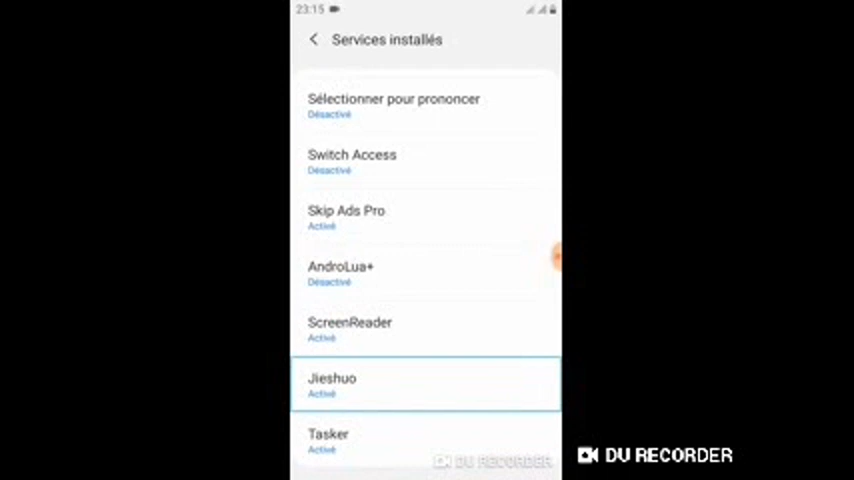 23:15
Services installés
Sélectionner pour prononcer
Désactivé
Switch Access
Désactivé
Skip Ads Pro
Activé
AndroLua+
Désactivé
ScreenReader
Activé
Jieshuo
Activé
Tasker
Activé
DU RECORDER
DU RECORDER